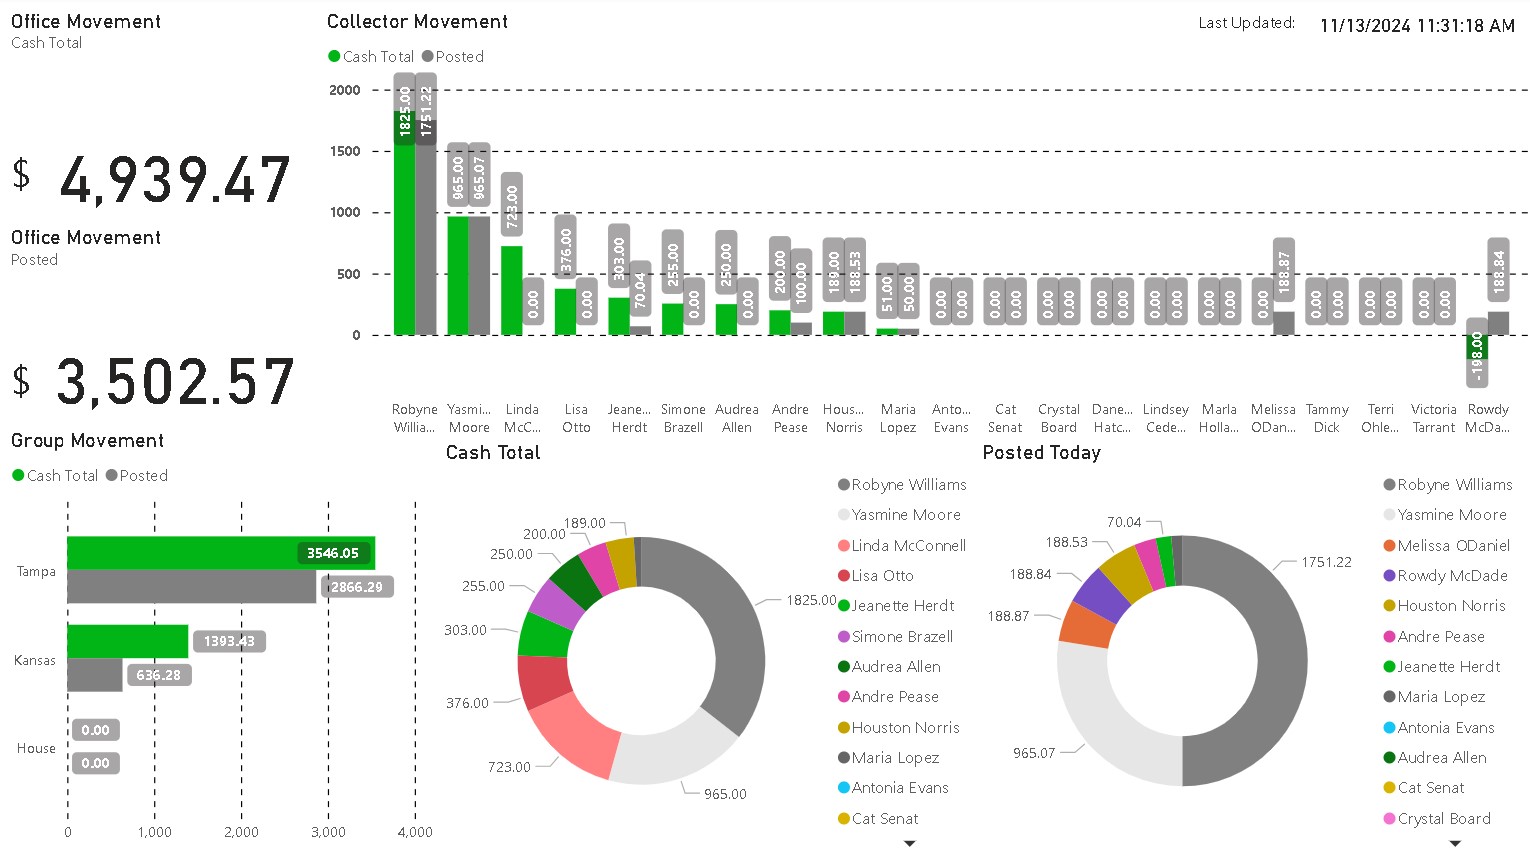 Office Movement
Cash Total
$ 4,939.47
Office Movement
Posted
$ 3,502.57
Collector Movement
Last Updated: 11/13/2024 11:31:18 AM
Cash Total Posted
2000
1500
1000
500
0
1825.00 1751.22 965.00 965.07 723.00 0.00 376.00 0.00 303.00 70.04 255.00 0.00 250.00 0.00 200.00 100.00 189.00 188.53 51.00 50.00 0.00 0.00 0.00 0.00 0.00 0.00 0.00 0.00 0.00 0.00 0.00 0.00 0.00 188.87 0.00 0.00 0.00 0.00 0.00 0.00 -198.00 188.84
Robyne Yasmi... Linda Lisa Jeane... Simone Audrea Andre Hous... Maria Anto... Cat Crystal Dane... Lindsey Marla Melissa Tammy Terri Victoria Rowdy
Willia... Moore McC... Otto Herdt Brazell Allen Pease Norris Lopez Evans Senat Board Hatc... Cede... Holla... ODan... Dick Ohle... Tarrant McDa...
Group Movement
Cash Total Posted
Tampa
3546.05
2866.29
Kansas
1393.43
636.28
House
0.00
0.00
0 1,000 2,000 3,000 4,000
Cash Total
189.00
200.00
250.00
255.00
303.00
376.00
723.00
965.00
1825.00
Robyne Williams
Yasmine Moore
Linda McConnell
Lisa Otto
Jeanette Herdt
Simone Brazell
Audrea Allen
Andre Pease
Houston Norris
Maria Lopez
Antonia Evans
Cat Senat
Posted Today
70.04
188.53
188.84
188.87
965.07
1751.22
Robyne Williams
Yasmine Moore
Melissa ODaniel
Rowdy McDade
Houston Norris
Andre Pease
Jeanette Herdt
Maria Lopez
Antonia Evans
Audrea Allen
Cat Senat
Crystal Board